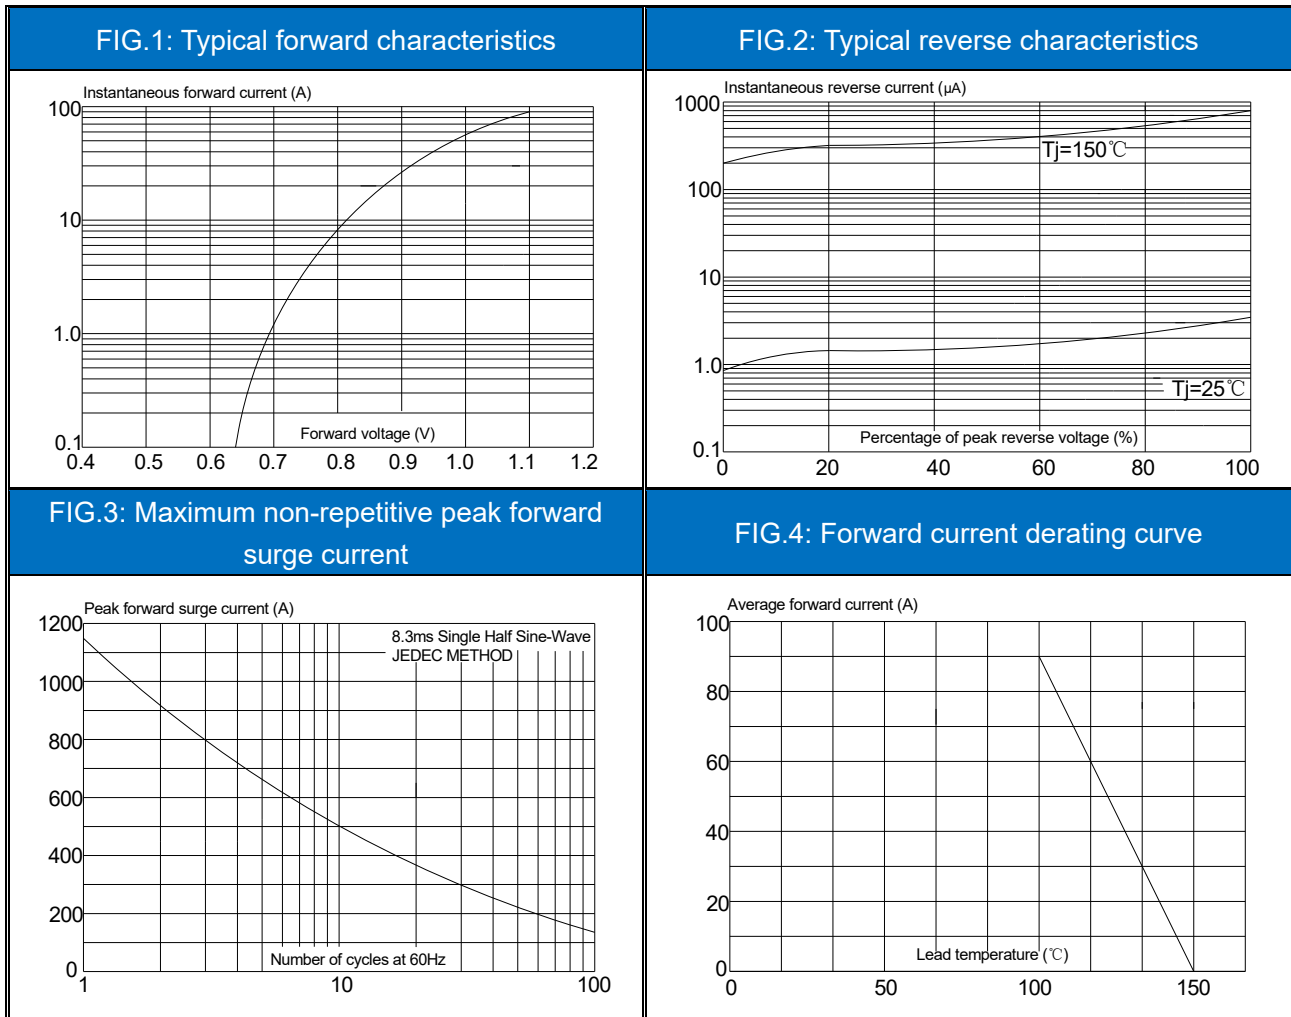 FIG.1: Typical forward characteristics
Instantaneous forward current (A)
100
10
1.0
0.1
Forward voltage (V)
0.4 0.5 0.6 0.7 0.8 0.9 1.0 1.1 1.2
FIG.2: Typical reverse characteristics
Instantaneous reverse current (μA)
1000
Tj=150℃
100
10
1.0
Tj=25℃
0.1
Percentage of peak reverse voltage (%)
0 20 40 60 80 100
FIG.3: Maximum non-repetitive peak forward
surge current
Peak forward surge current (A)
1200
8.3ms Single Half Sine-Wave
JEDEC METHOD
1000
800
600
400
200
0
Number of cycles at 60Hz
1 10 100
FIG.4: Forward current derating curve
Average forward current (A)
100
80
60
40
20
0
Lead temperature (℃)
0 50 100 150